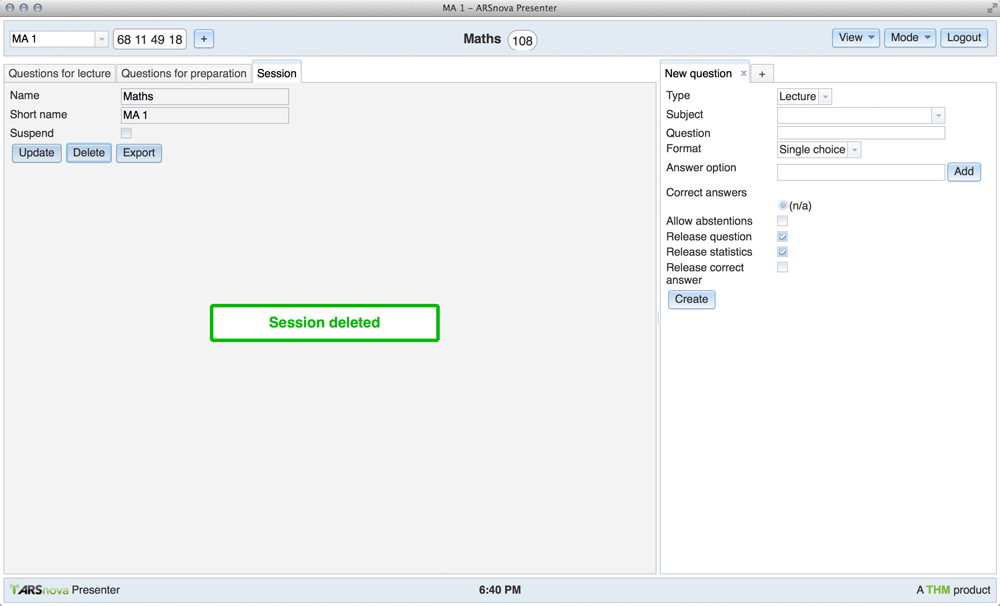 MA 1 – ARSnova Presenter
MA 1 68 11 49 18 + Maths 108 View Mode Logout
Questions for lecture Questions for preparation Session
Name Maths
Short name MA 1
Suspend
Update Delete Export
Session deleted
New question x +
Type Lecture
Subject
Question
Format Single choice
Answer option Add
Correct answers
(n/a)
Allow abstentions
Release question
Release statistics
Release correct
answer
Create
ARSnova Presenter 6:40 PM A THM product